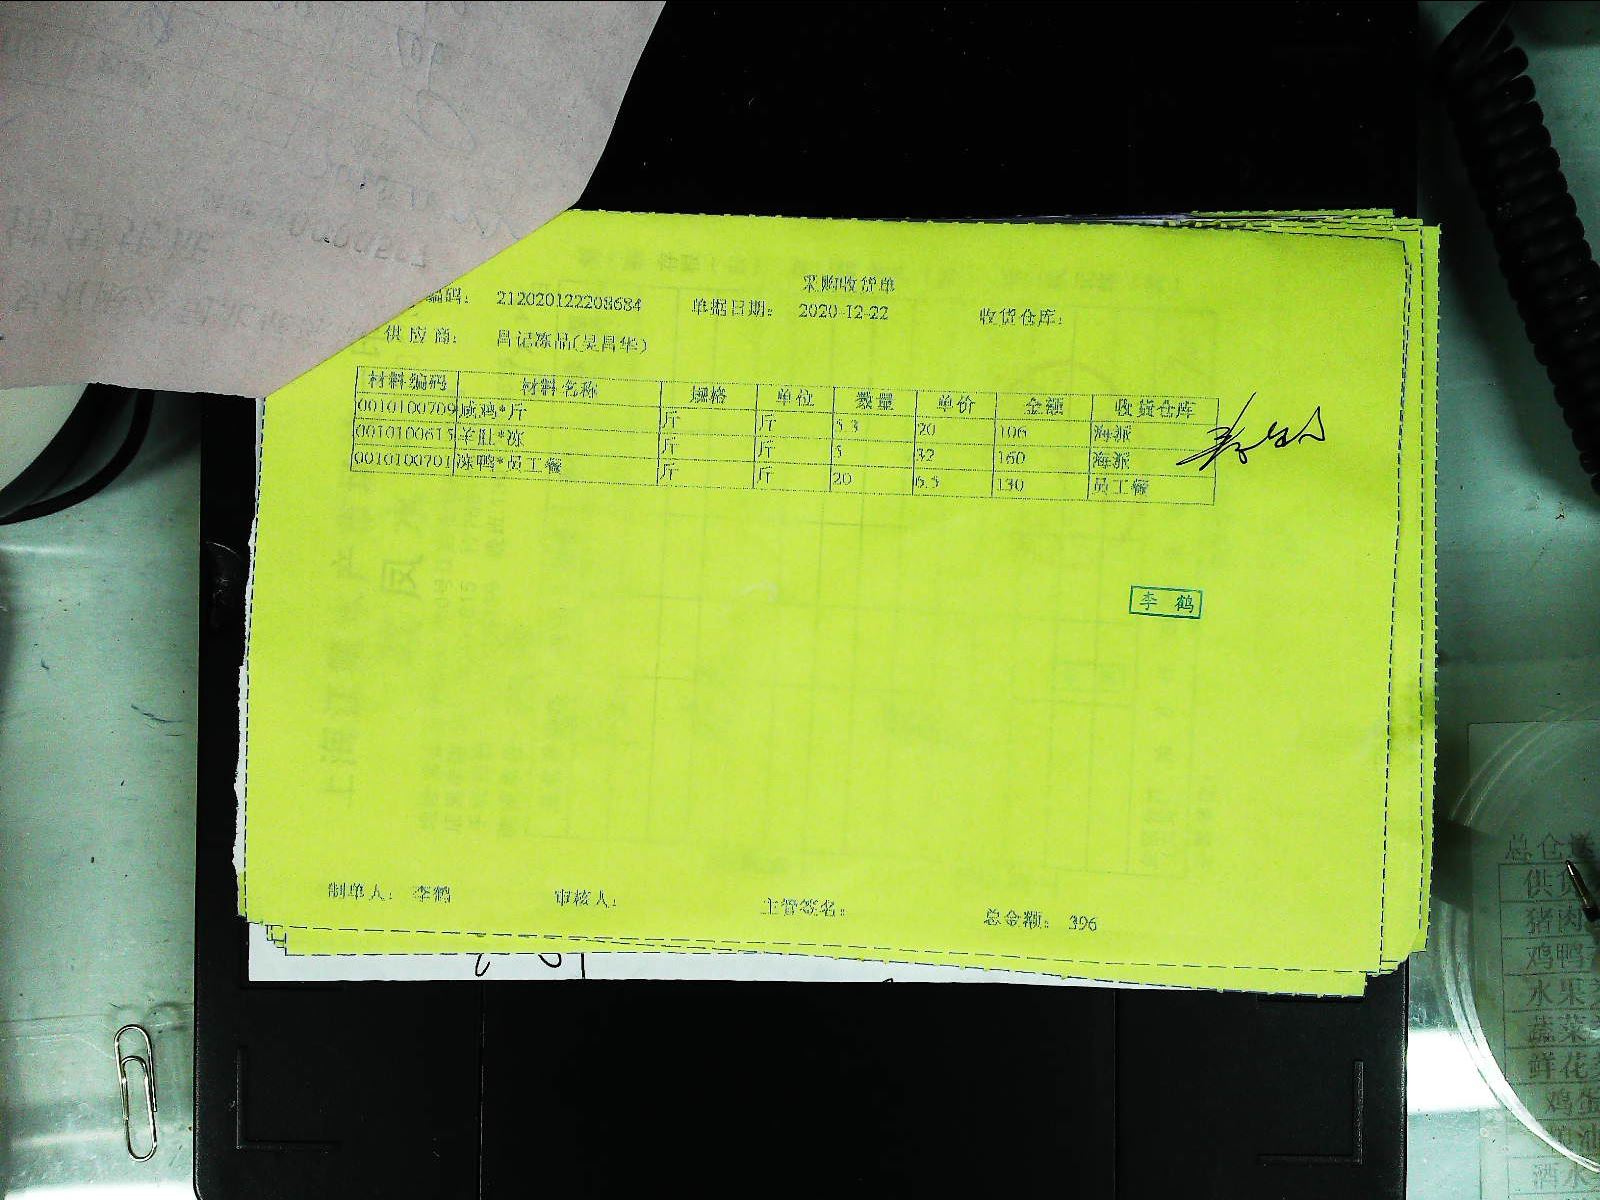 采购收货单
编码: 212020122208684 单据日期: 2020-12-22 收货仓库:
供应商: 昌记冻品(吴昌华)
材料编码 材料名称 规格 单位 数量 单价 金额 收货仓库
0010100709 咸鸡*斤 斤 斤 5.3 20 106 海派
0010100615 羊肚*冻 斤 斤 5 32 160 海派
0010100701 冻鸭*员工餐 斤 斤 20 6.5 130 员工餐
李鹤
制单人: 李鹤 审核人: 主管签名: 总金额: 396
总仓
供货
猪肉
鸡鸭
水果
蔬菜
鲜花
鸡蛋
酒水